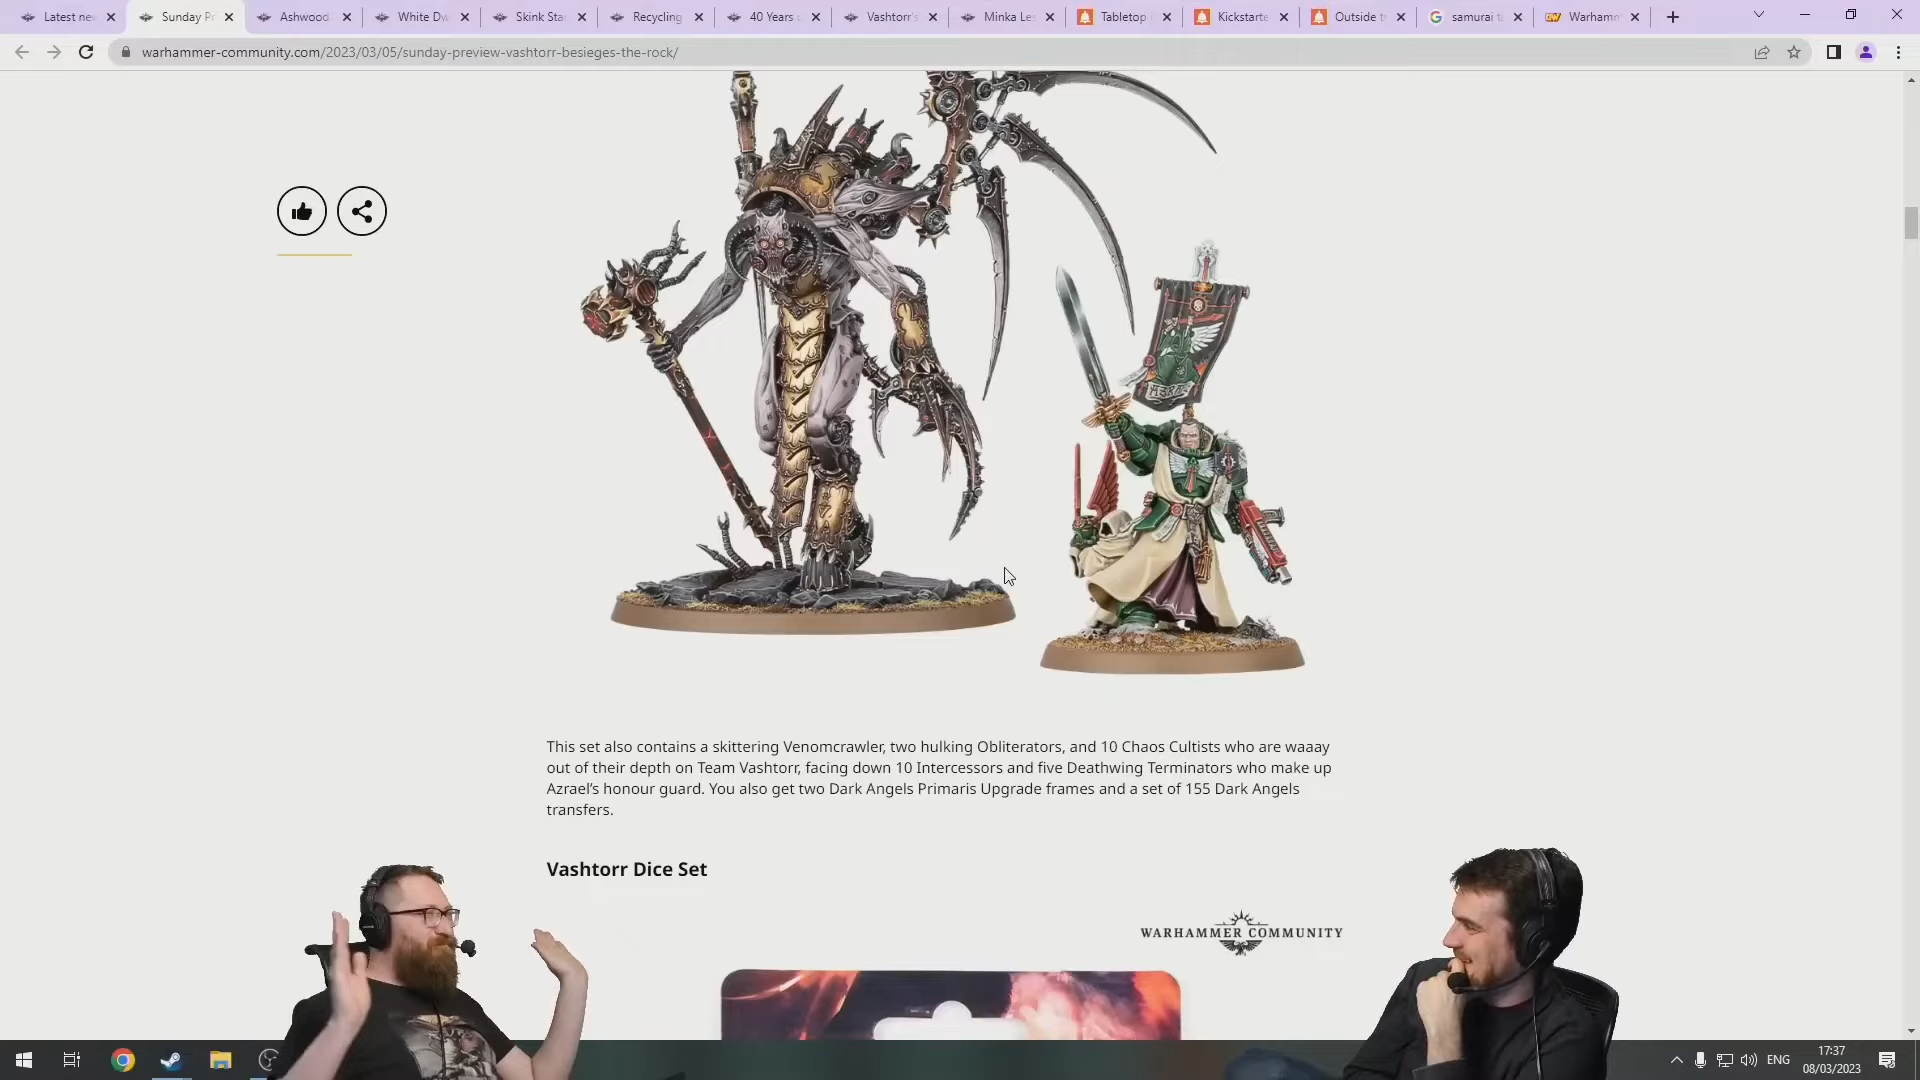 Latest nev
Sunday Pr
Ashwood
White Dw
Skink Sta
Recycling
40 Years
Vashtorr's
Minka Les
Tabletop
Kickstarte
Outside t
samurai t
Warhamm
warhammer-community.com/2023/03/05/sunday-preview-vashtorr-besieges-the-rock/
This set also contains a skittering Venomcrawler, two hulking Obliterators, and 10 Chaos Cultists who are waaay
out of their depth on Team Vashtorr, facing down 10 Intercessors and five Deathwing Terminators who make up
Azrael's honour guard. You also get two Dark Angels Primaris Upgrade frames and a set of 155 Dark Angels
transfers.
Vashtorr Dice Set
WARHAMMER COMMUNITY
ENG
17:37
08/03/2023